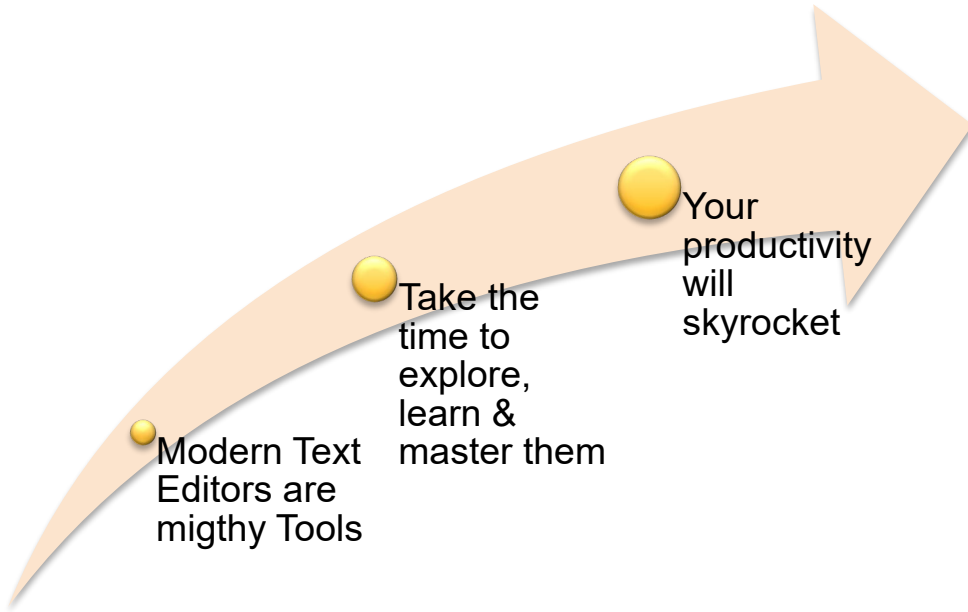 Modern Text
Editors are
migthy Tools
Take the
time to
explore,
learn &
master them
Your
productivity
will
skyrocket